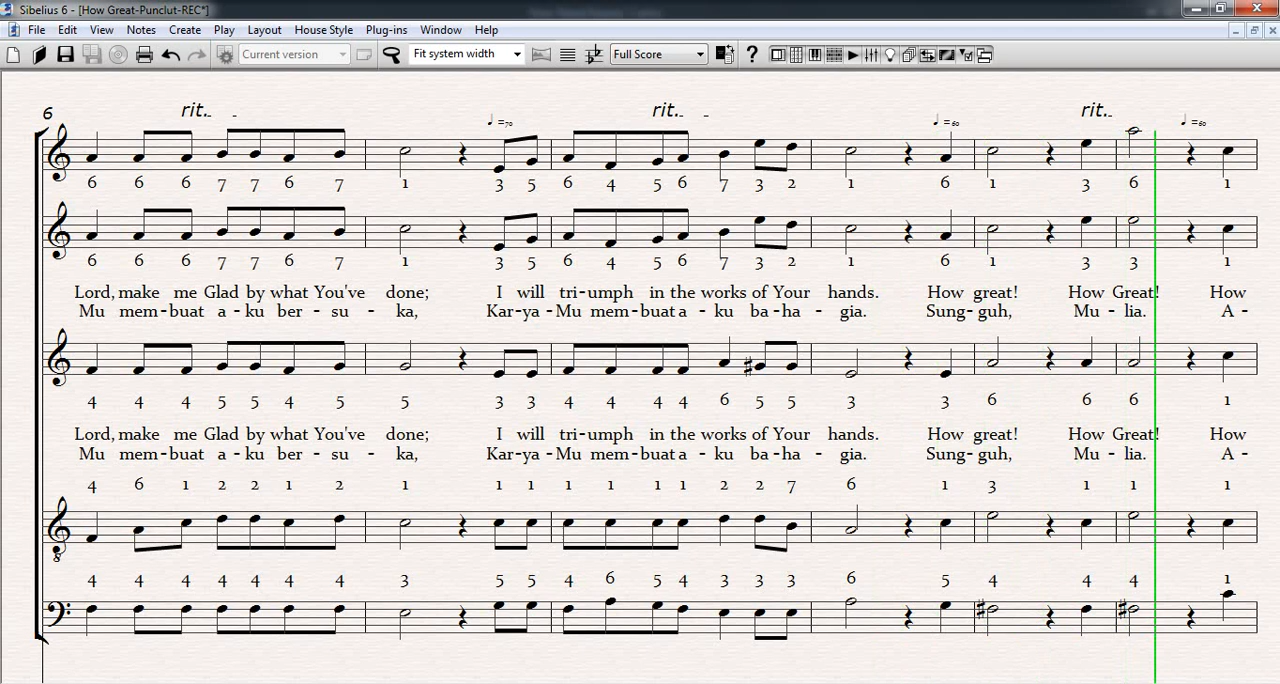 Sibelius 6 - [How Great-Punclut-REC*]
File Edit View Notes Create Play Layout House Style Plug-ins Window Help
Current version Fit system width Full Score
rit. rit. rit.
6 ♩=70 ♩=60 ♩=60
6 6 6 7 7 6 7 1 3 5 6 4 5 6 7 3 2 1 6 1 3 6 1
6 6 6 7 7 6 7 1 3 5 6 4 5 6 7 3 2 1 6 1 3 3 1
Lord, make me Glad by what You've done; I will tri-umph in the works of Your hands. How great! How Great! How
Mu mem-buat a-ku ber-su-ka, Kar-ya-Mu mem-buat a-ku ba-ha-gia. Sung-guh, Mu-lia. A-
4 4 4 5 5 4 5 5 3 3 4 4 4 4 6 5 5 3 3 6 6 6 1
Lord, make me Glad by what You've done; I will tri-umph in the works of Your hands. How great! How Great! How
Mu mem-buat a-ku ber-su-ka, Kar-ya-Mu mem-buat a-ku ba-ha-gia. Sung-guh, Mu-lia. A-
4 6 1 2 2 1 2 1 1 1 1 1 1 1 2 2 7 6 1 3 1 1 1
8
4 4 4 4 4 4 4 3 5 5 4 6 5 4 3 3 3 6 5 4 4 4 1